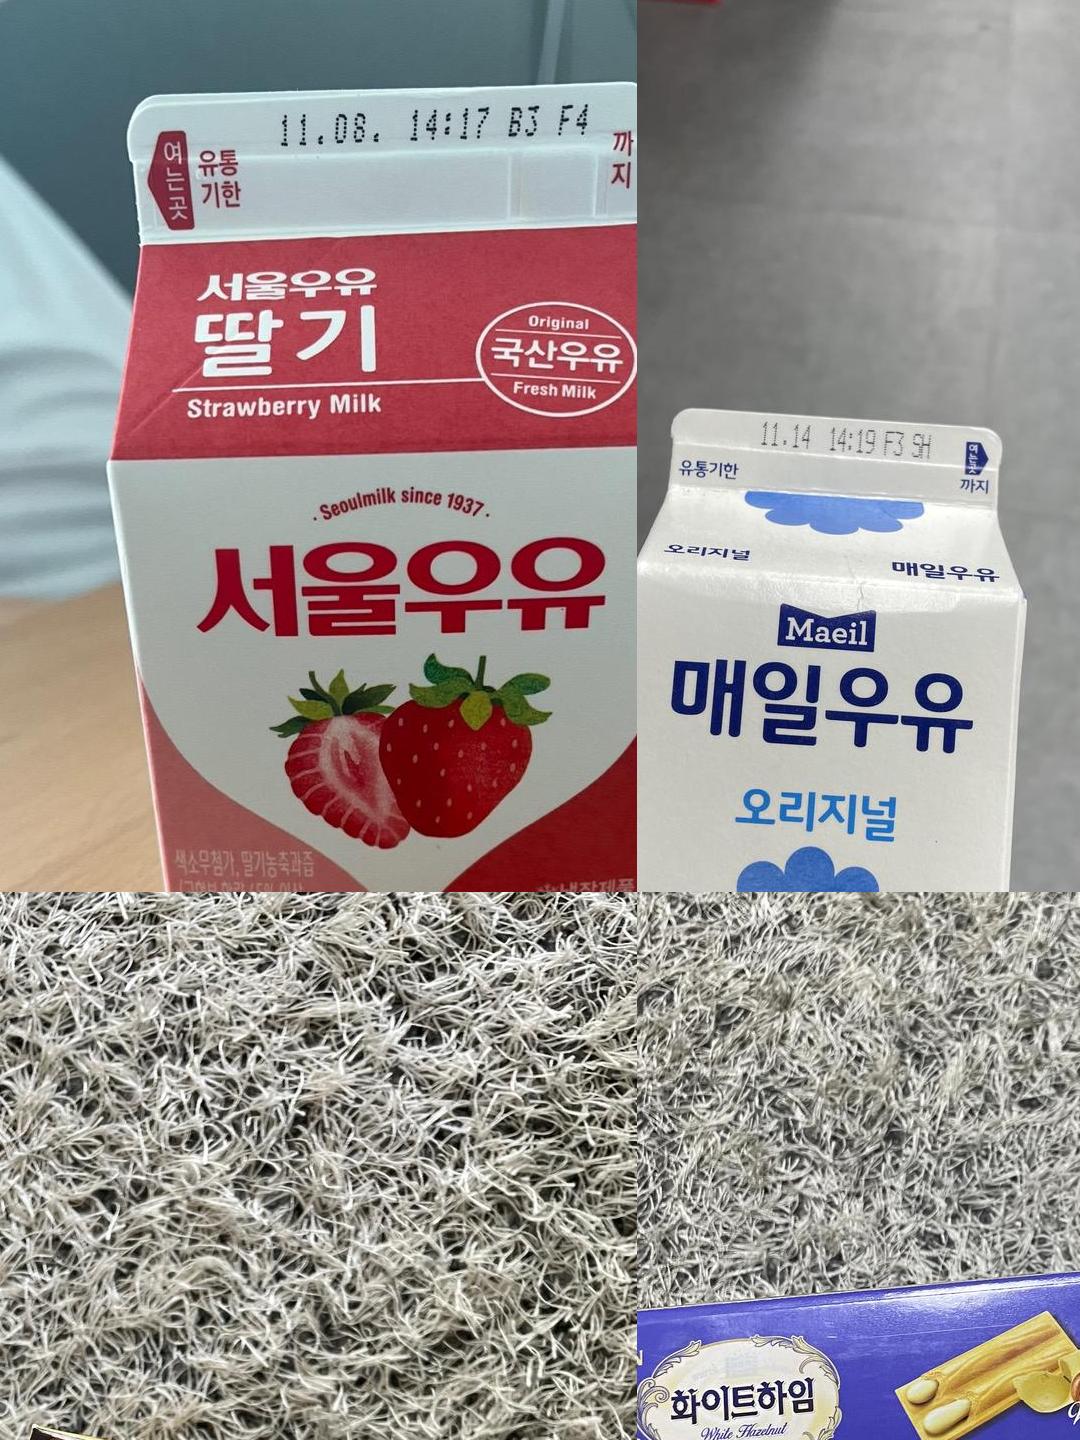 11.08. 14:17 B3 F4
여는곳
유통
기한
까
지
서울우유
딸기
Strawberry Milk
Original
국산우유
Fresh Milk
· Seoulmilk since 1937 ·
서울우유
색소무첨가, 딸기농축과즙
11.14 14:19 F3 SH
유통기한
여는곳
까지
오리지널
매일우유
Maeil
매일우유
오리지널
화이트하임
White Hazelnut